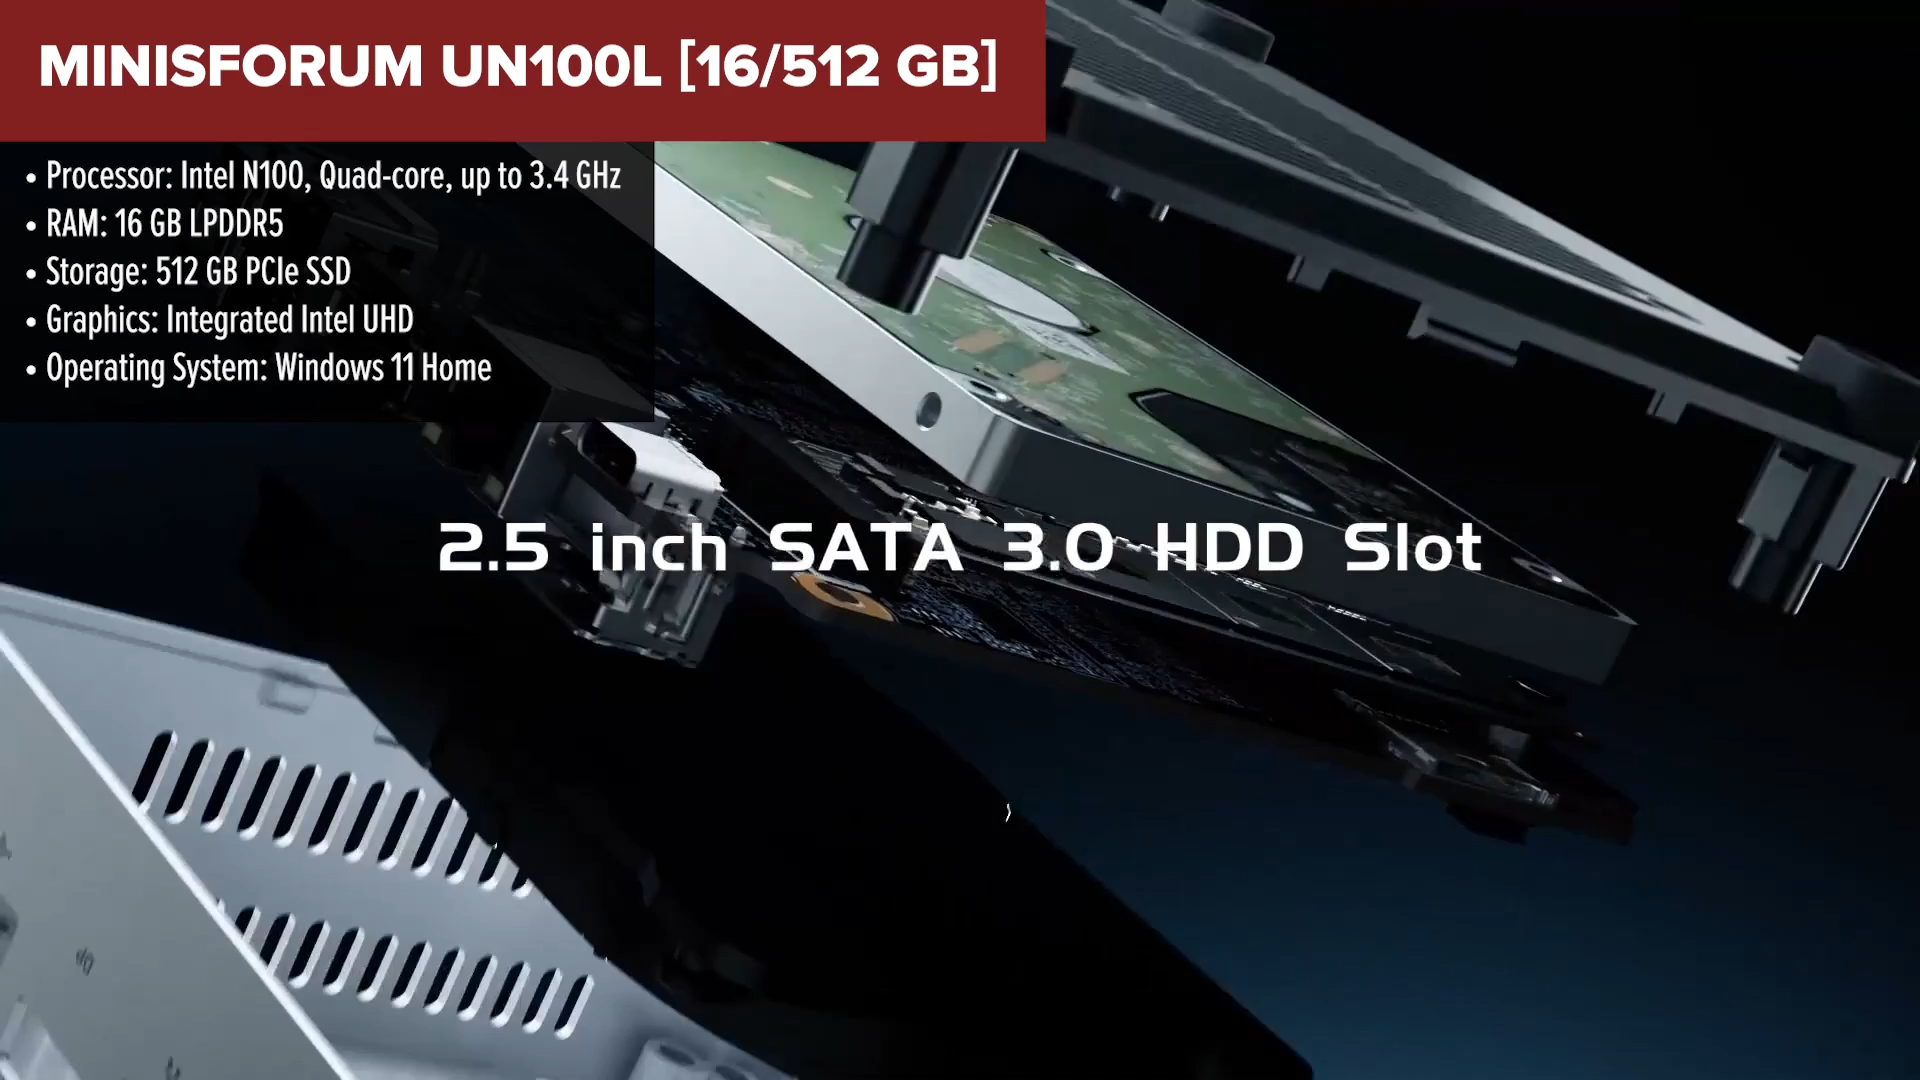 MINISFORUM UN100L [16/512 GB]
• Processor: Intel N100, Quad-core, up to 3.4 GHz
• RAM: 16 GB LPDDR5
• Storage: 512 GB PCIe SSD
• Graphics: Integrated Intel UHD
• Operating System: Windows 11 Home
2.5 inch SATA 3.0 HDD Slot
DP